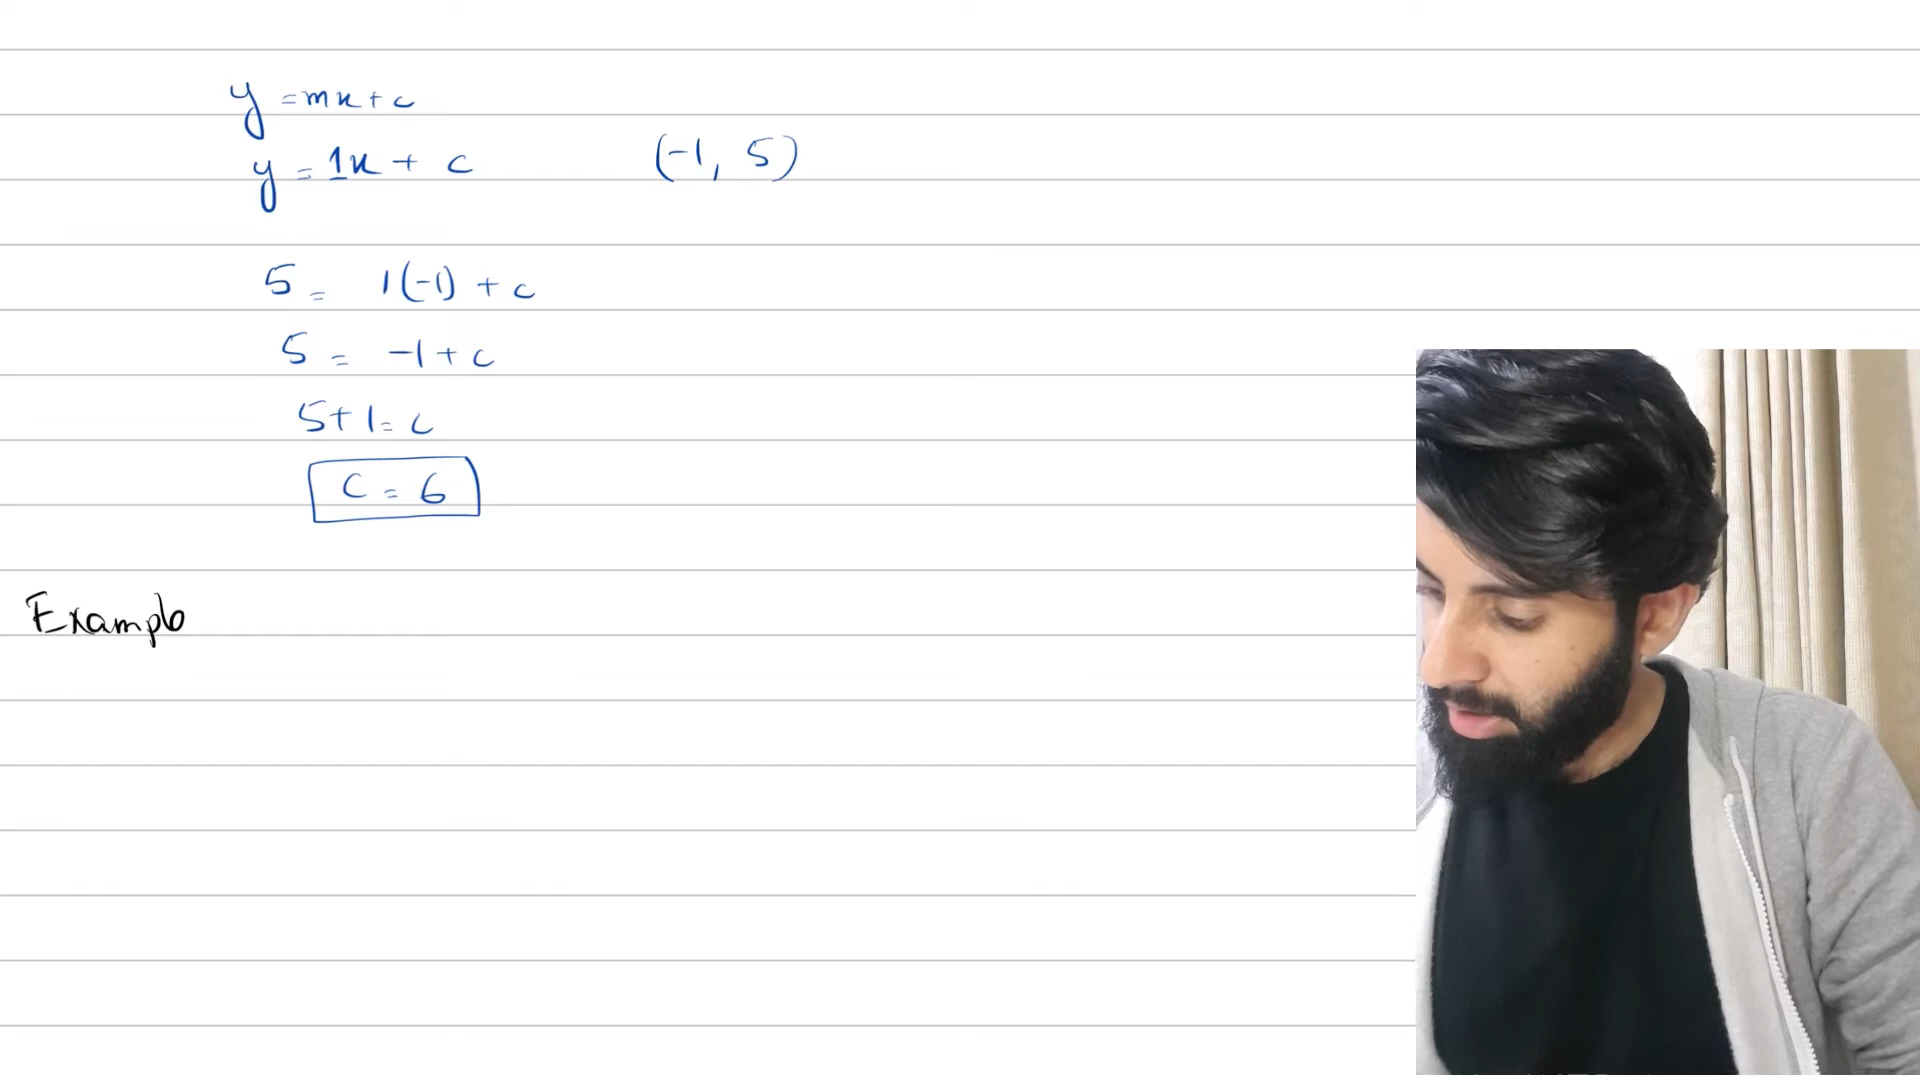 y = mx + c
y = 1x + c (-1, 5)
5 = 1(-1) + c
5 = -1 + c
5 + 1 = c
c = 6
Example